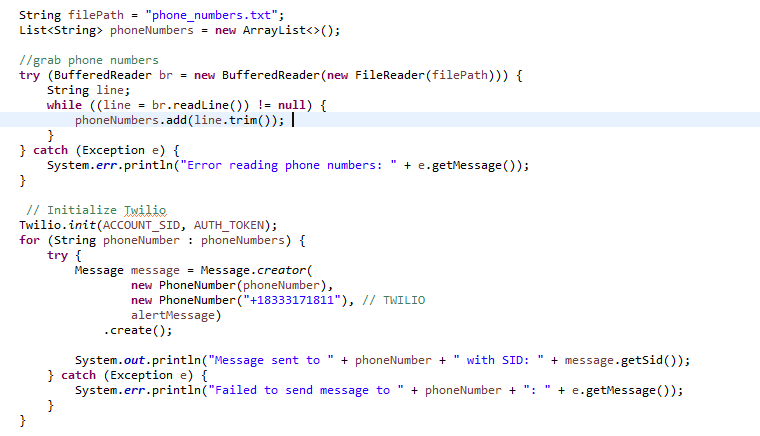 String filePath = "phone_numbers.txt";
List<String> phoneNumbers = new ArrayList<>();

//grab phone numbers
try (BufferedReader br = new BufferedReader(new FileReader(filePath))) {
    String line;
    while ((line = br.readLine()) != null) {
        phoneNumbers.add(line.trim());
    }
} catch (Exception e) {
    System.err.println("Error reading phone numbers: " + e.getMessage());
}

 // Initialize Twilio
Twilio.init(ACCOUNT_SID, AUTH_TOKEN);
for (String phoneNumber : phoneNumbers) {
    try {
        Message message = Message.creator(
                new PhoneNumber(phoneNumber),
                new PhoneNumber("+18333171811"), // TWILIO
                alertMessage)
            .create();

        System.out.println("Message sent to " + phoneNumber + " with SID: " + message.getSid());
    } catch (Exception e) {
        System.err.println("Failed to send message to " + phoneNumber + ": " + e.getMessage());
    }
}